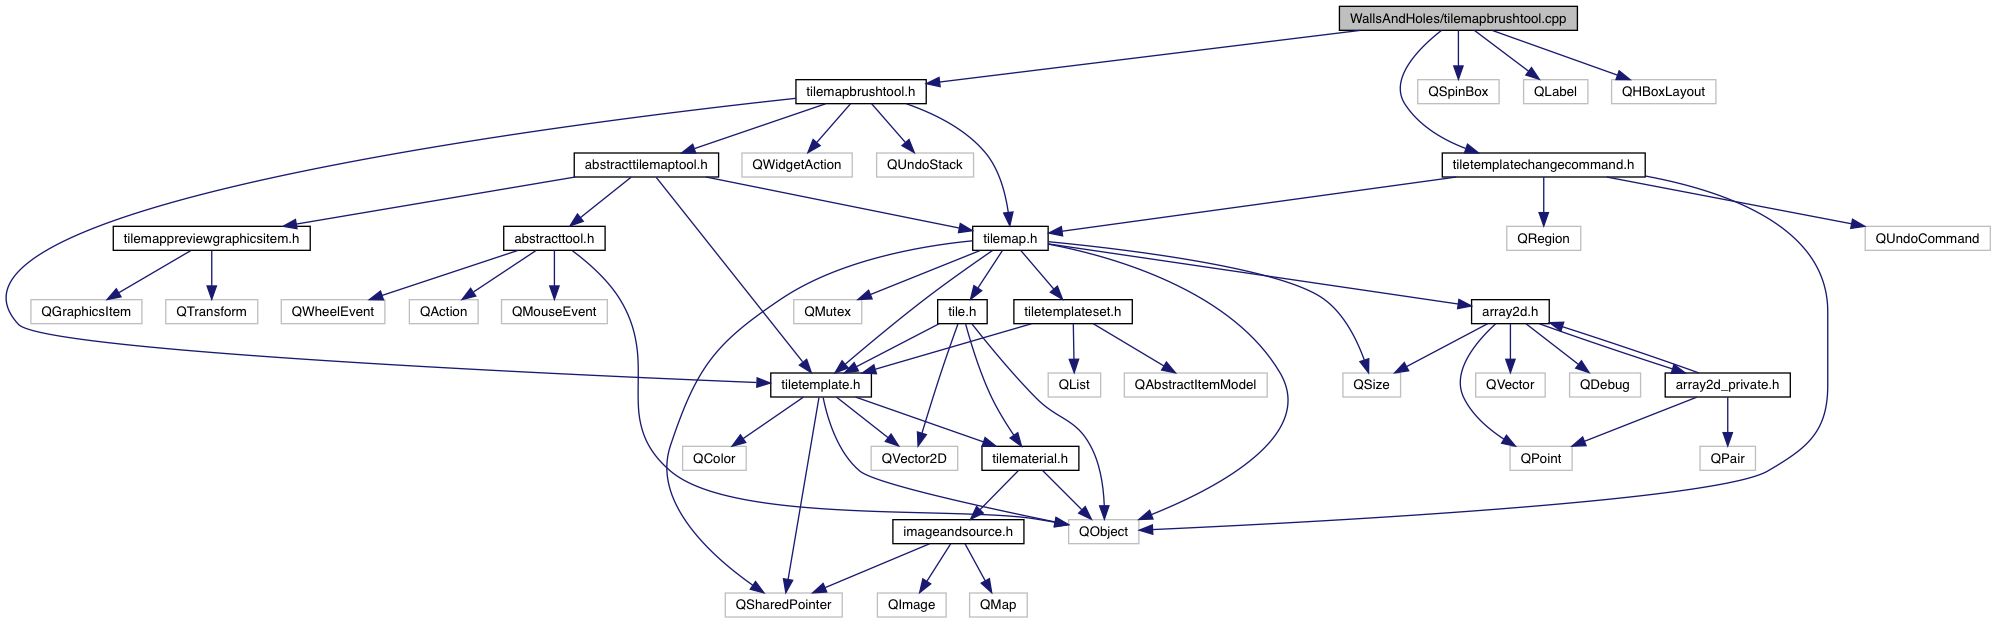 WallsAndHoles/tilemapbrushtool.cpp
tilemapbrushtool.h
QSpinBox
QLabel
QHBoxLayout
abstracttilemaptool.h
QWidgetAction
QUndoStack
tiletemplatechangecommand.h
tilemappreviewgraphicsitem.h
abstracttool.h
tilemap.h
QRegion
QUndoCommand
QGraphicsItem
QTransform
QWheelEvent
QAction
QMouseEvent
QMutex
tile.h
tiletemplateset.h
array2d.h
tiletemplate.h
QList
QAbstractItemModel
QSize
QVector
QDebug
array2d_private.h
QColor
QVector2D
tilematerial.h
QPoint
QPair
imageandsource.h
QObject
QSharedPointer
QImage
QMap